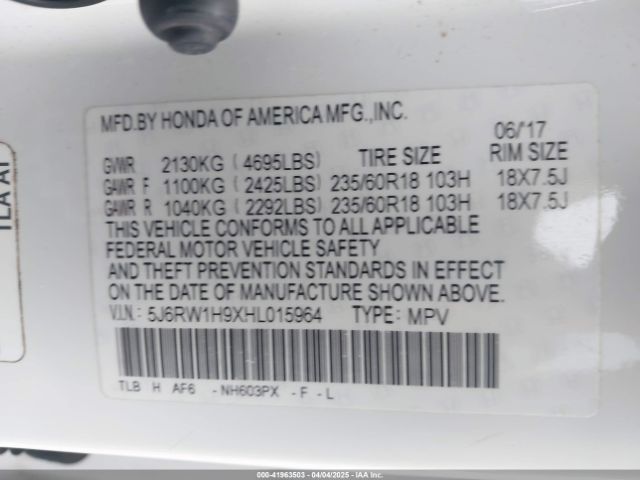 MFD.BY HONDA OF AMERICA MFG.,INC.
06/'17
GVWR 2130KG (4695LBS) TIRE SIZE RIM SIZE
GAWR F 1100KG (2425LBS) 235/60R18 103H 18X7.5J
GAWR R 1040KG (2292LBS) 235/60R18 103H 18X7.5J
THIS VEHICLE CONFORMS TO ALL APPLICABLE
FEDERAL MOTOR VEHICLE SAFETY
AND THEFT PREVENTION STANDARDS IN EFFECT
ON THE DATE OF MANUFACTURE SHOWN ABOVE.
V.I.N.: 5J6RW1H9XHL015964 TYPE: MPV
TLB H AF6 -NH603PX -F-L
000-41963503 - 04/04/2025 - IAAI.COM